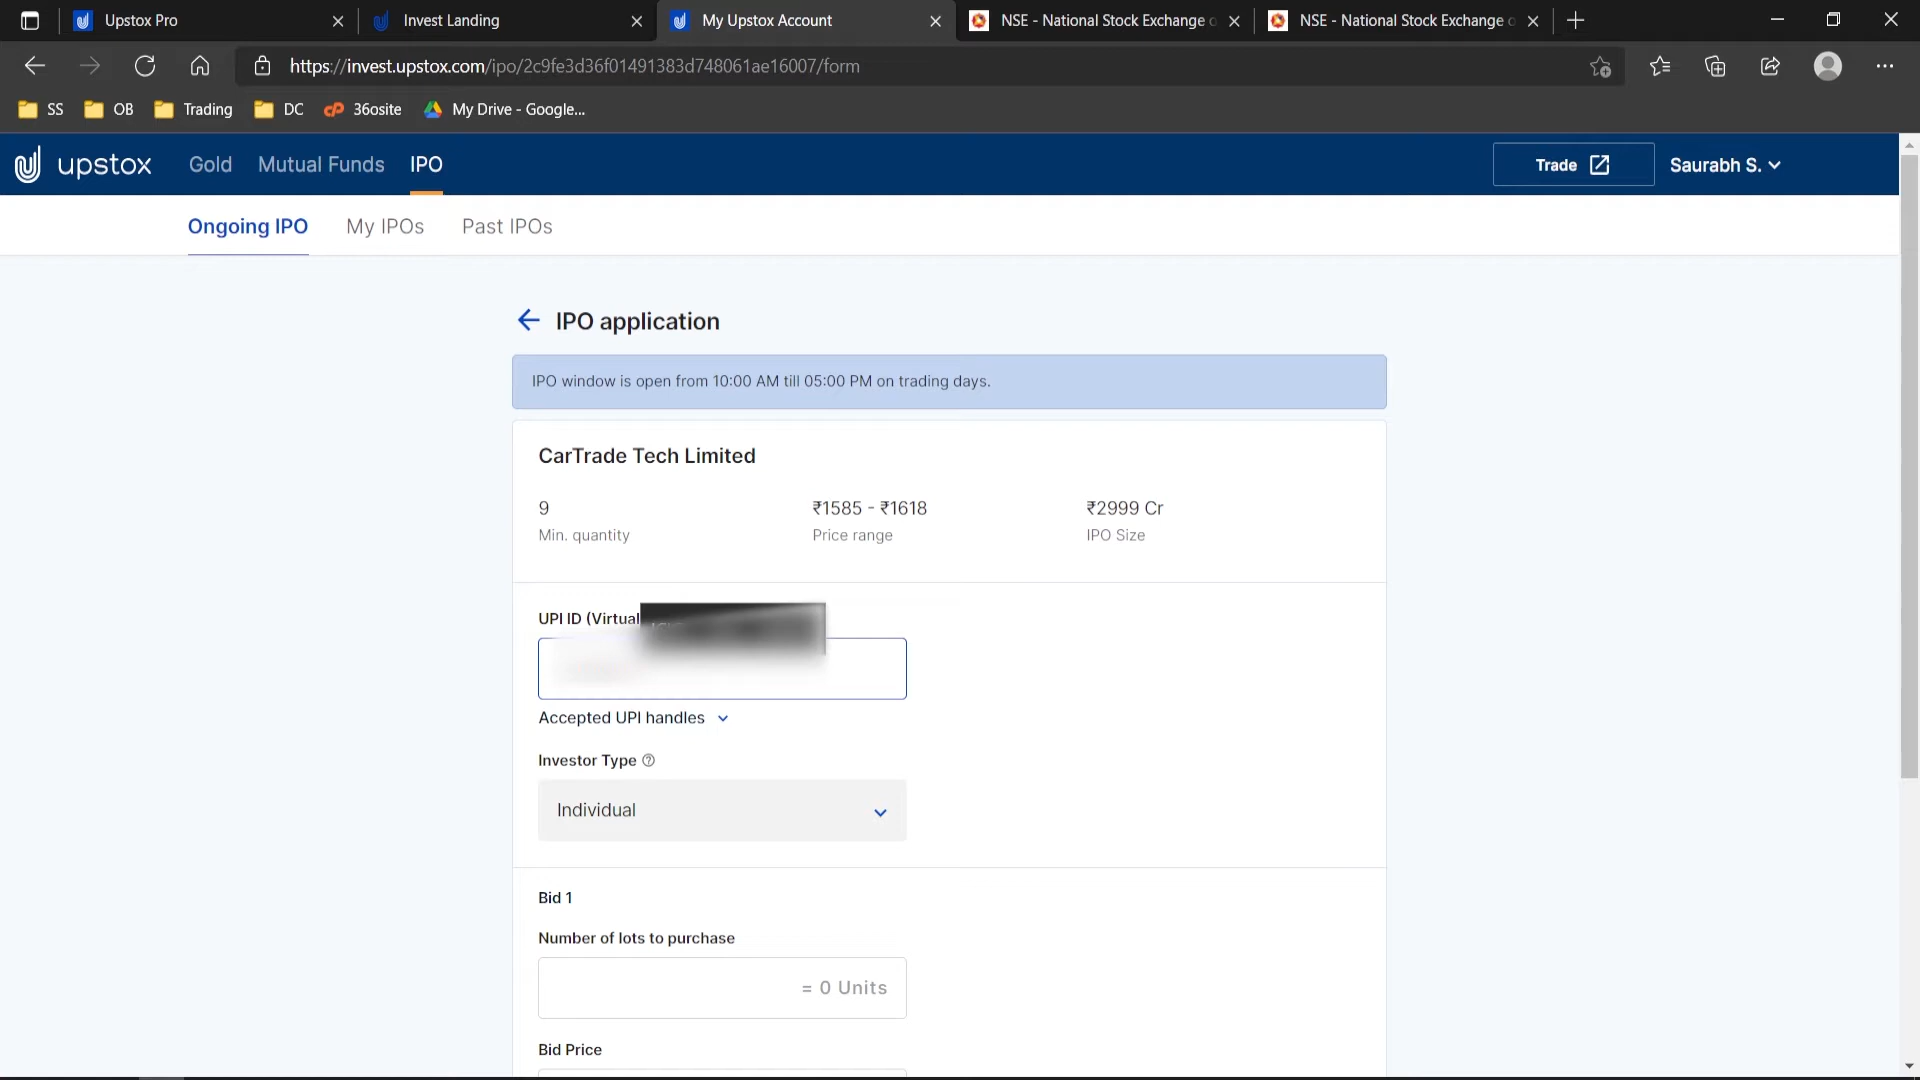 Upstox Pro
Invest Landing
My Upstox Account
NSE - National Stock Exchange
NSE - National Stock Exchange
https://invest.upstox.com/ipo/2c9fe3d36f01491383d748061ae16007/form
SS
OB
Trading
DC
cP 36osite
My Drive - Google...
upstox
Gold
Mutual Funds
IPO
Trade
Saurabh S.
Ongoing IPO
My IPOs
Past IPOs
IPO application
IPO window is open from 10:00 AM till 05:00 PM on trading days.
CarTrade Tech Limited
9
₹1585 - ₹1618
₹2999 Cr
Min. quantity
Price range
IPO Size
UPI ID (Virtual
Accepted UPI handles
Investor Type
Individual
Bid 1
Number of lots to purchase
= 0 Units
Bid Price